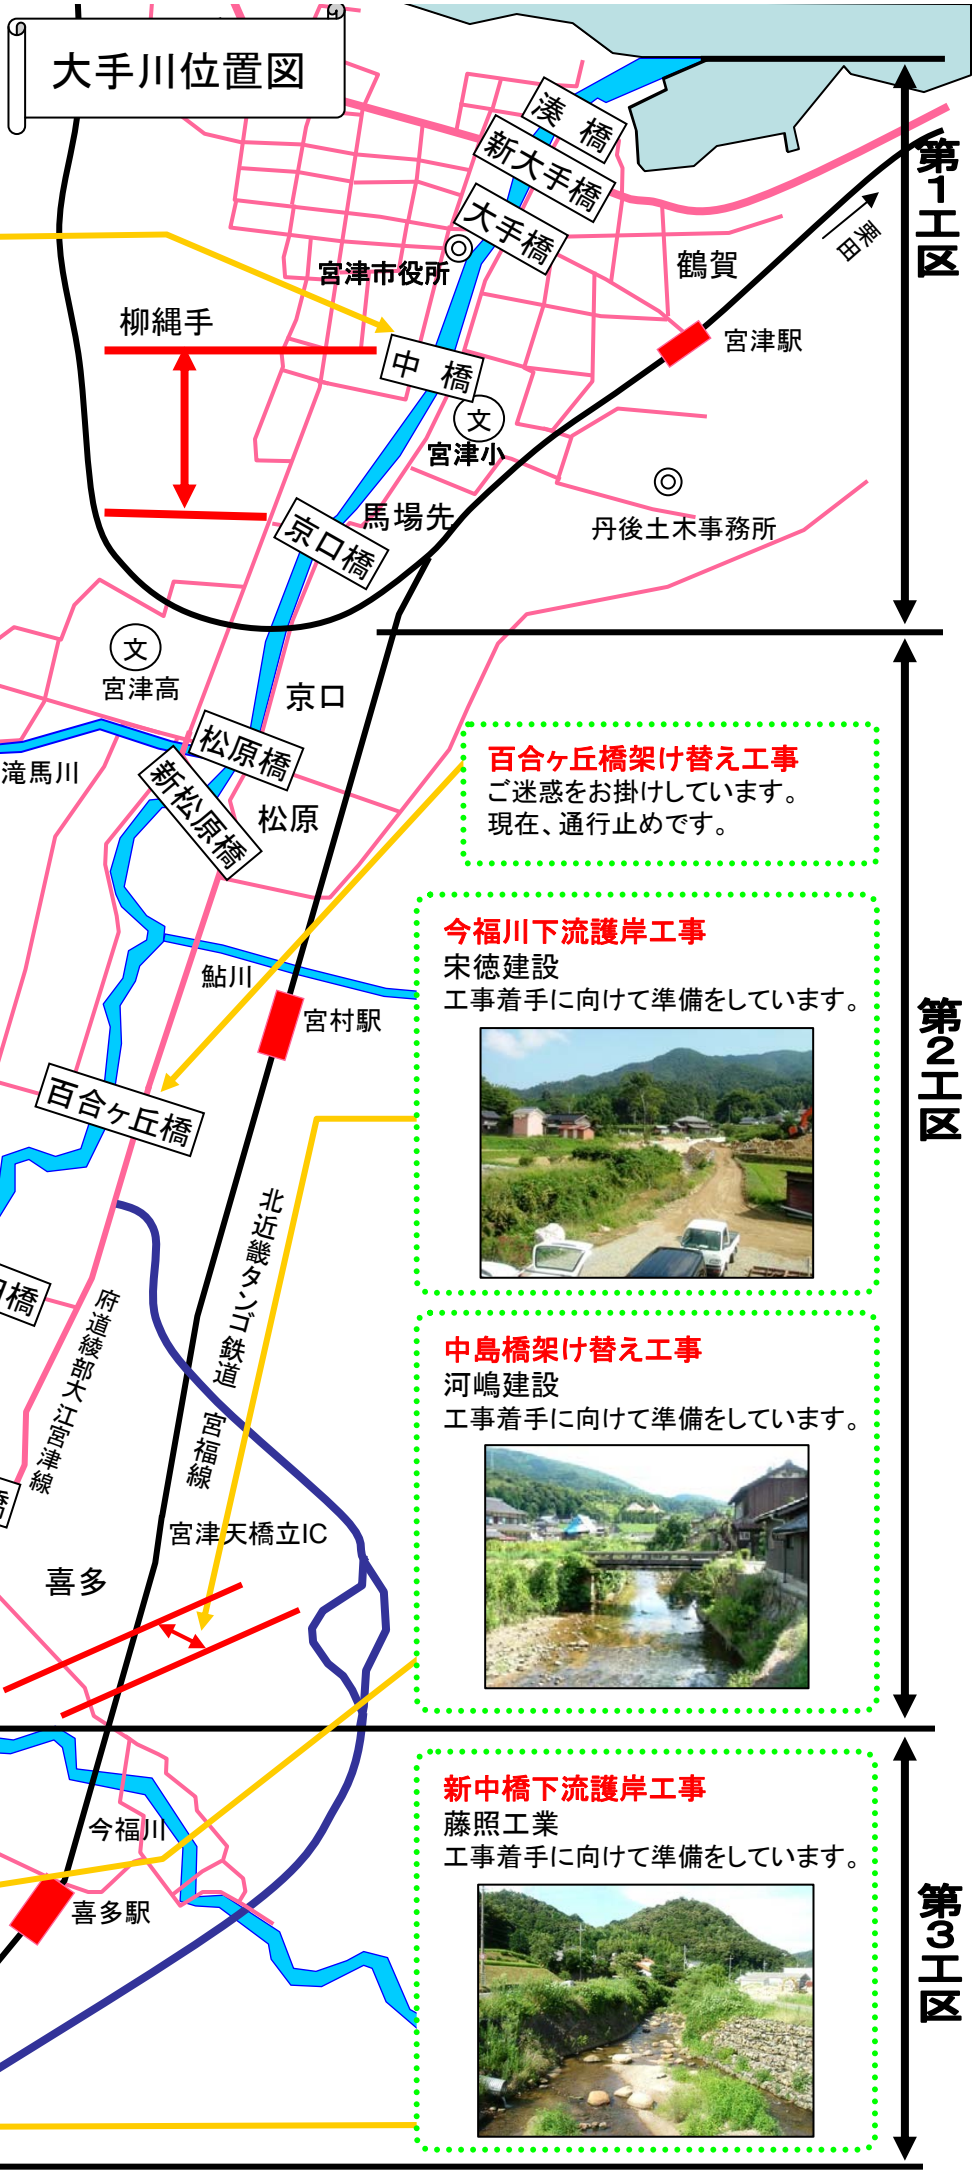 大手川位置図
湊 橋
新大手橋
大手橋
第1工区
栗田
鶴賀
宮津市役所
柳縄手
宮津駅
中 橋
文
宮津小
馬場先
京口橋
丹後土木事務所
文
宮津高
京口
松原橋
滝馬川
新松原橋
松原
百合ヶ丘橋架け替え工事
ご迷惑をお掛けしています。
現在、通行止めです。
今福川下流護岸工事
宋徳建設
工事着手に向けて準備をしています。
鮎川
宮村駅
第2工区
百合ヶ丘橋
北近畿タンゴ鉄道 宮福線
橋
府道綾部大江宮津線
中島橋架け替え工事
河嶋建設
工事着手に向けて準備をしています。
宮津天橋立IC
喜多
新中橋下流護岸工事
藤照工業
工事着手に向けて準備をしています。
今福川
喜多駅
第3工区